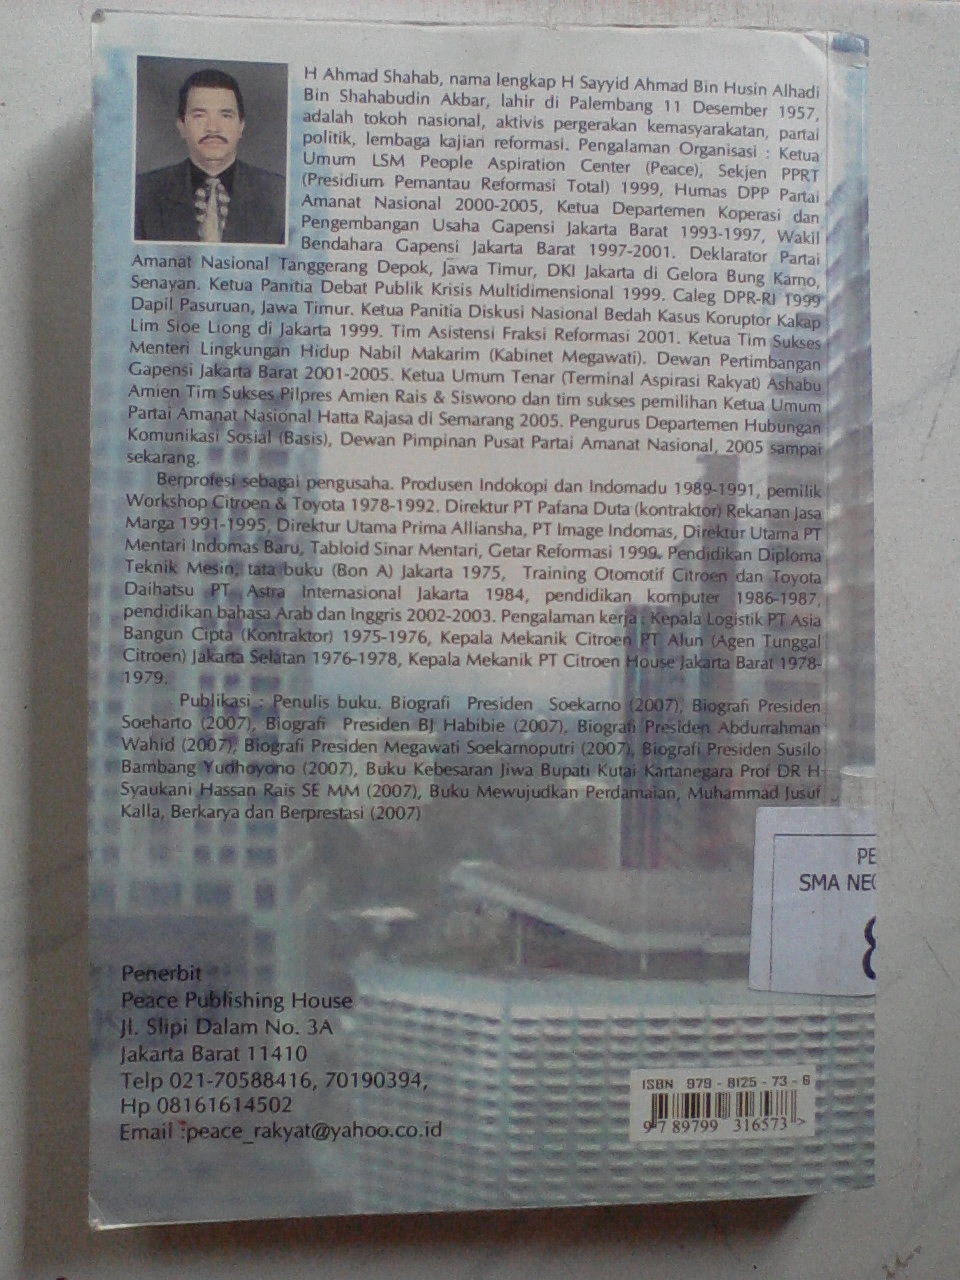 H Ahmad Shahab, nama lengkap H Sayyid Ahmad Bin Husin Alhadi
Bin Shahabudin Akbar, lahir di Palembang 11 Desember 1957,
adalah tokoh nasional, aktivis pergerakan kemasyarakatan, partai
politik, lembaga kajian reformasi. Pengalaman Organisasi : Ketua
Umum LSM People Aspiration Center (Peace), Sekjen PPRT
(Presidium Pemantau Reformasi Total) 1999, Humas DPP Partai
Amanat Nasional 2000-2005, Ketua Departemen Koperasi dan
Pengembangan Usaha Gapensi Jakarta Barat 1993-1997, Wakil
Bendahara Gapensi Jakarta Barat 1997-2001. Deklarator Partai
Amanat Nasional Tanggerang Depok, Jawa Timur, DKI Jakarta di Gelora Bung Karno,
Senayan. Ketua Panitia Debat Publik Krisis Multidimensional 1999. Caleg DPR-RI 1999
Dapil Pasuruan, Jawa Timur. Ketua Panitia Diskusi Nasional Bedah Kasus Koruptor Kakap
Lim Sioe Liong di Jakarta 1999. Tim Asistensi Fraksi Reformasi 2001. Ketua Tim Sukses
Menteri Lingkungan Hidup Nabil Makarim (Kabinet Megawati). Dewan Pertimbangan
Gapensi Jakarta Barat 2001-2005. Ketua Umum Tenar (Terminal Aspirasi Rakyat) Ashabu
Amien Tim Sukses Pilpres Amien Rais & Siswono dan tim sukses pemilihan Ketua Umum
Partai Amanat Nasional Hatta Rajasa di Semarang 2005. Pengurus Departemen Hubungan
Komunikasi Sosial (Basis), Dewan Pimpinan Pusat Partai Amanat Nasional, 2005 sampai
sekarang.
Berprofesi sebagai pengusaha. Produsen Indokopi dan Indomadu 1989-1991, pemilik
Workshop Citroen & Toyota 1978-1992. Direktur PT Pafana Duta (kontraktor) Rekanan Jasa
Marga 1991-1995, Direktur Utama Prima Alliansha, PT Image Indomas, Direktur Utama PT
Mentari Indomas Baru, Tabloid Sinar Mentari, Getar Reformasi 1999. Pendidikan Diploma
Teknik Mesin, tata buku (Bon A) Jakarta 1975, Training Otomotif Citroen dan Toyota
Daihatsu PT Astra Internasional Jakarta 1984, pendidikan komputer 1986-1987,
pendidikan bahasa Arab dan Inggris 2002-2003. Pengalaman kerja : Kepala Logistik PT Asia
Bangun Cipta (Kontraktor) 1975-1976, Kepala Mekanik Citroen PT Alun (Agen Tunggal
Citroen) Jakarta Selatan 1976-1978, Kepala Mekanik PT Citroen House Jakarta Barat 1978-
1979.
Publikasi : Penulis buku. Biografi Presiden Soekarno (2007), Biografi Presiden
Soeharto (2007), Biografi Presiden BJ Habibie (2007), Biografi Presiden Abdurrahman
Wahid (2007), Biografi Presiden Megawati Soekarnoputri (2007), Biografi Presiden Susilo
Bambang Yudhoyono (2007), Buku Kebesaran Jiwa Bupati Kutai Kartanegara Prof DR H
Syaukani Hassan Rais SE MM (2007), Buku Mewujudkan Perdamaian, Muhammad Jusuf
Kalla, Berkarya dan Berprestasi (2007)
PE
SMA NEG
8
Penerbit
Peace Publishing House
Jl. Slipi Dalam No. 3A
Jakarta Barat 11410
Telp 021-70588416, 70190394,
Hp 08161614502
Email :peace_rakyat@yahoo.co.id
ISBN 979 - 8125 - 73 - 6
9 789799 316573 >